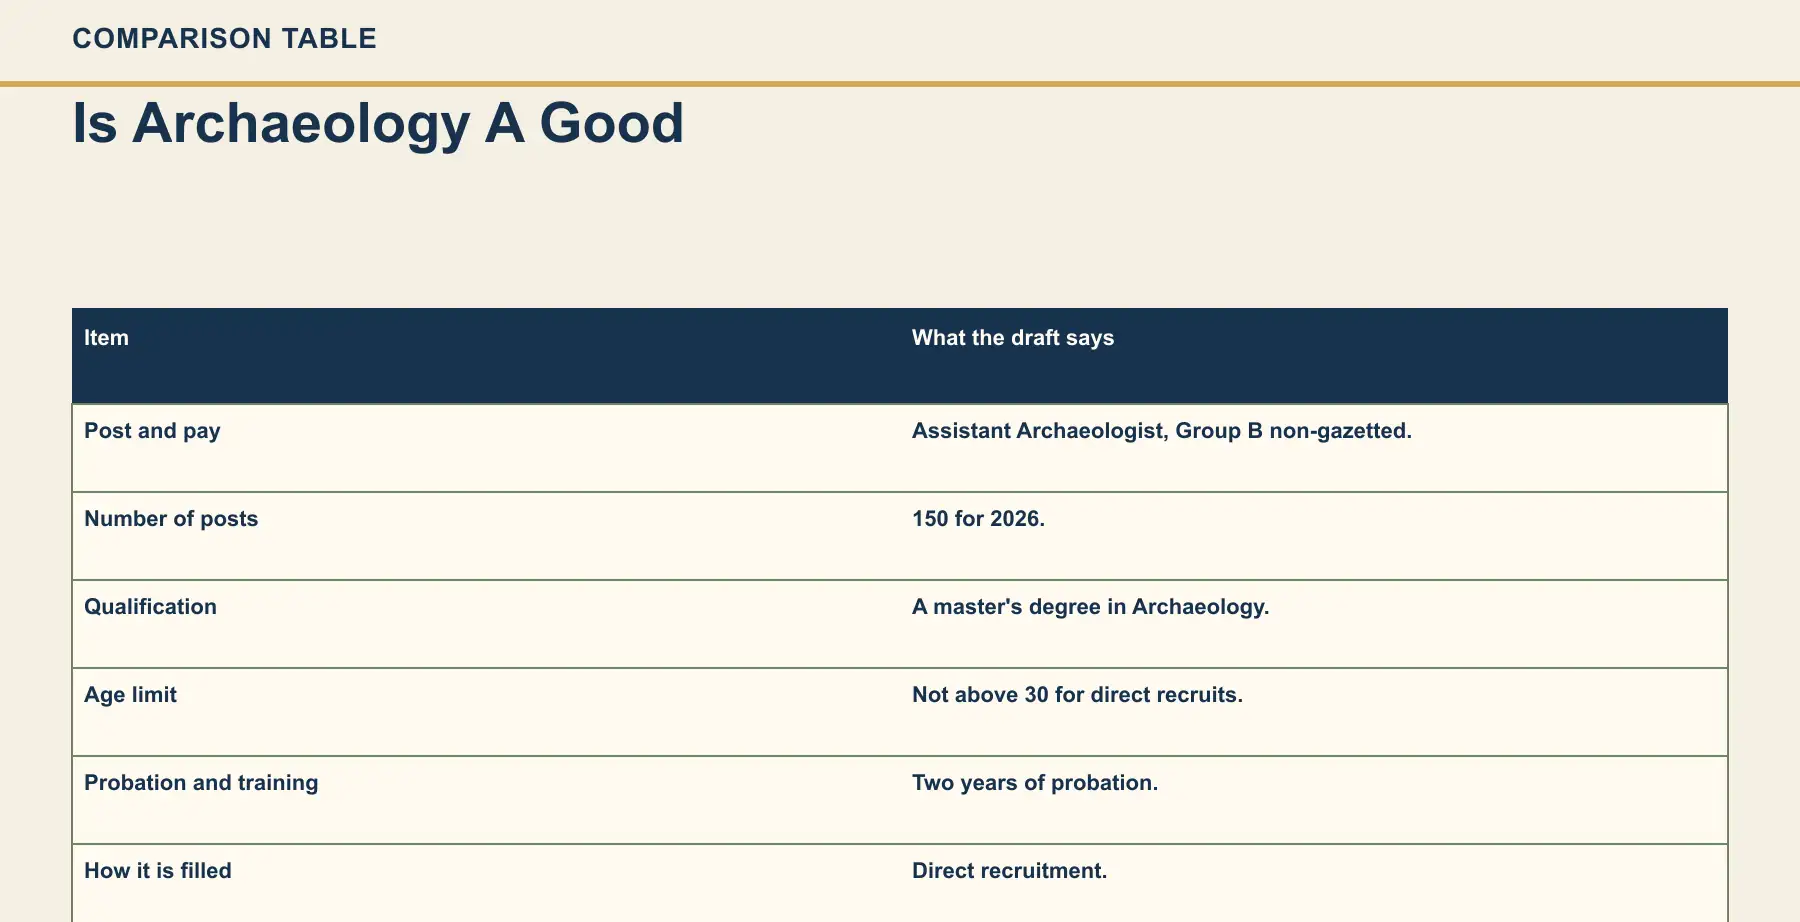 COMPARISON TABLE
Is Archaeology A Good
Item What the draft says
Post and pay Assistant Archaeologist, Group B non-gazetted.
Number of posts 150 for 2026.
Qualification A master's degree in Archaeology.
Age limit Not above 30 for direct recruits.
Probation and training Two years of probation.
How it is filled Direct recruitment.